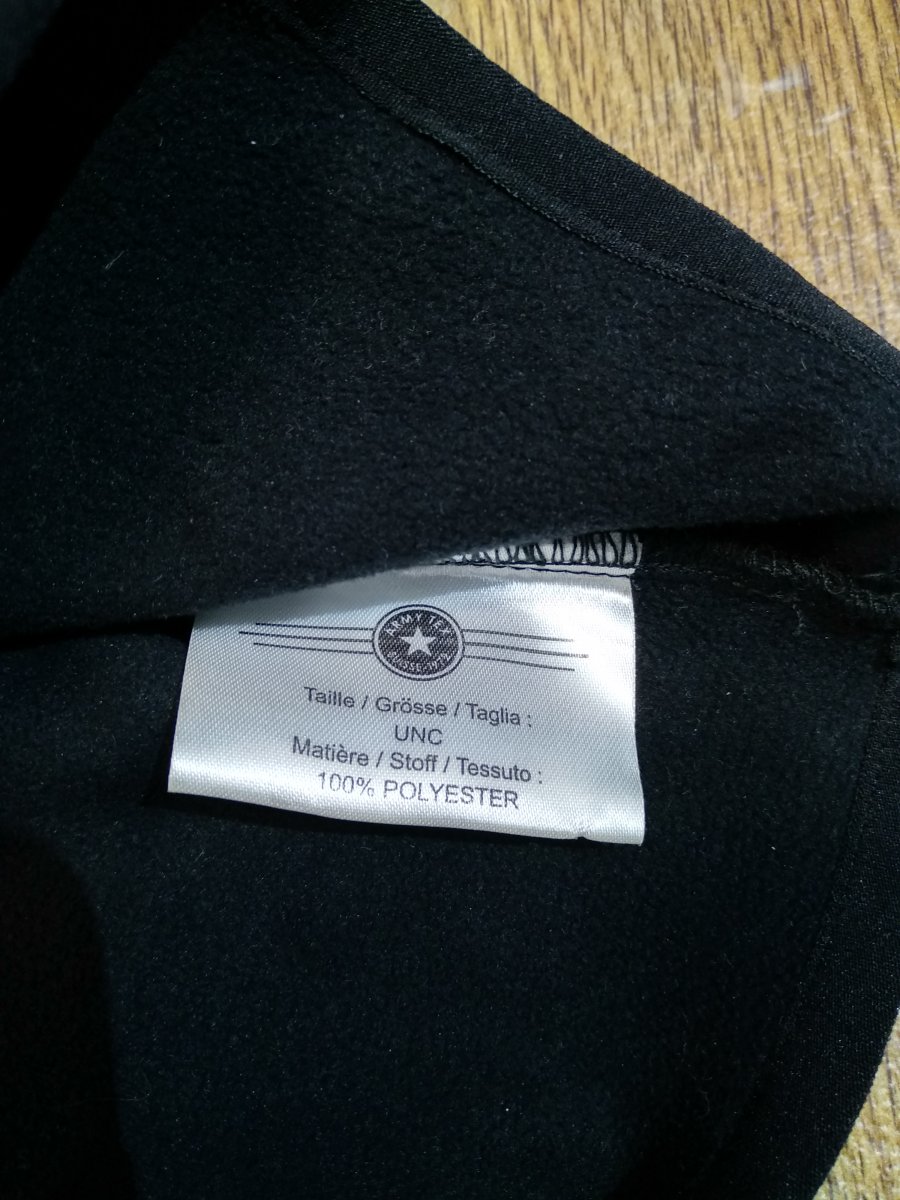 Taille / Grösse / Taglia :
UNC
Matière / Stoff / Tessuto :
100% POLYESTER